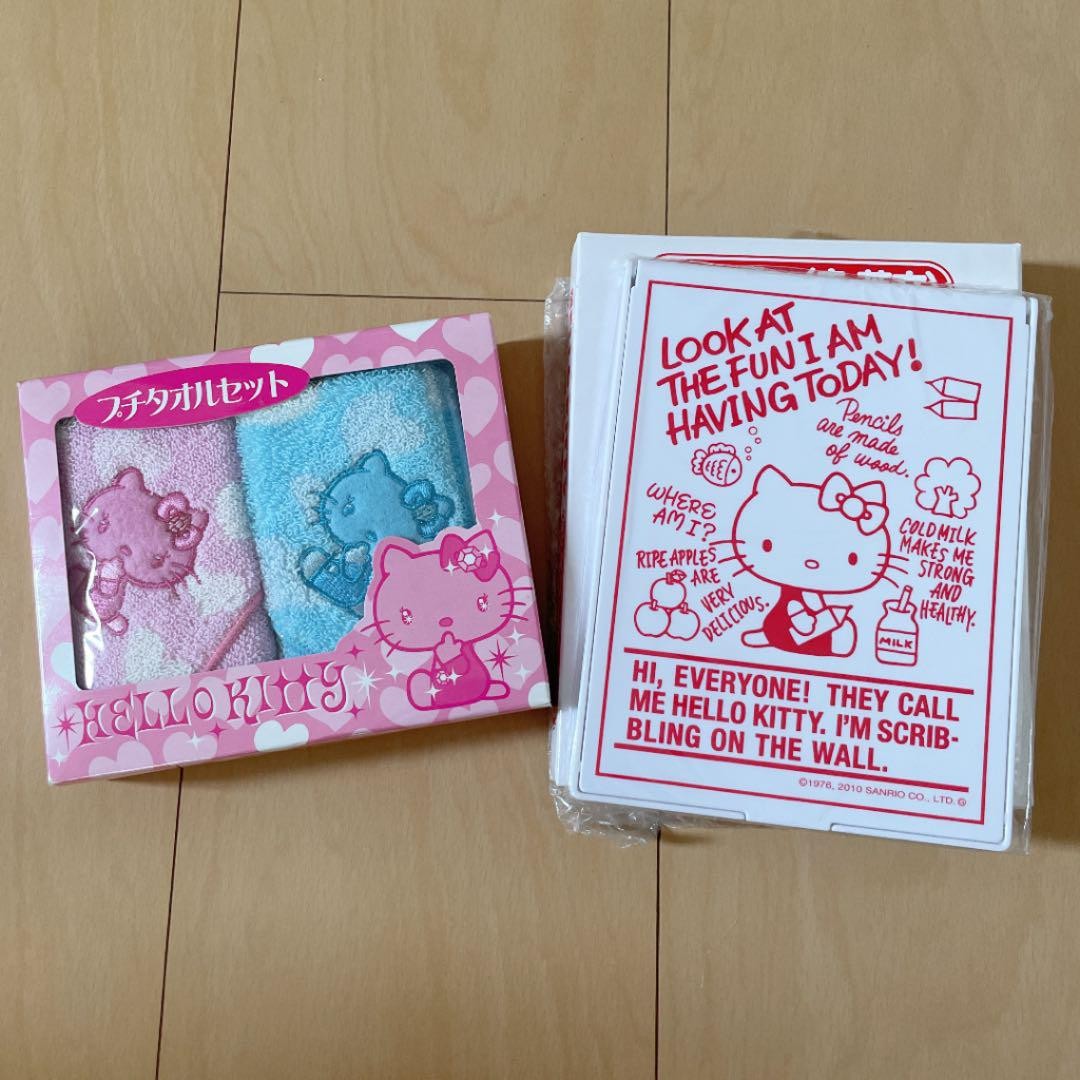 プチタオルセット
HELLO KITTY
LOOK AT
THE FUN I AM
HAVING TODAY!
Pencils
are made
of wood.
WHERE
AM I?
RIPE APPLES
ARE
VERY
DELICIOUS.
COLD MILK
MAKES ME
STRONG
AND
HEALTHY.
MILK
HI, EVERYONE! THEY CALL
ME HELLO KITTY. I'M SCRIB-
BLING ON THE WALL.
©1976, 2010 SANRIO CO., LTD.